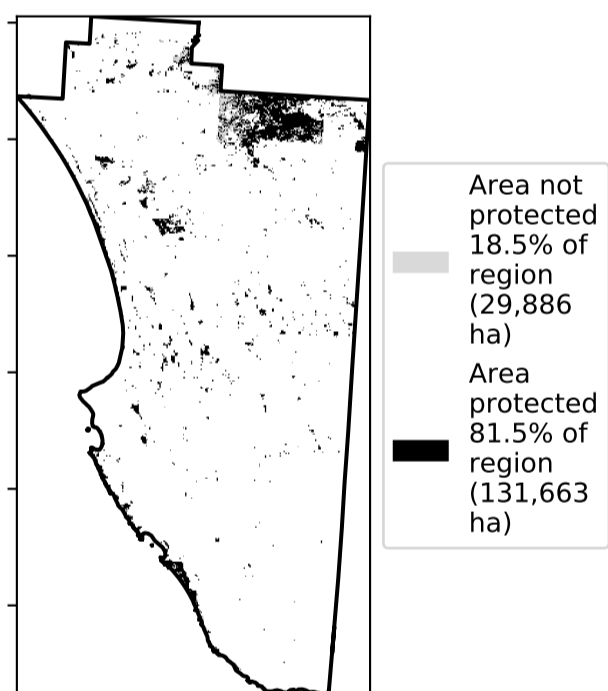 Area not
protected
18.5% of
region
(29,886
ha)
Area
protected
81.5% of
region
(131,663
ha)